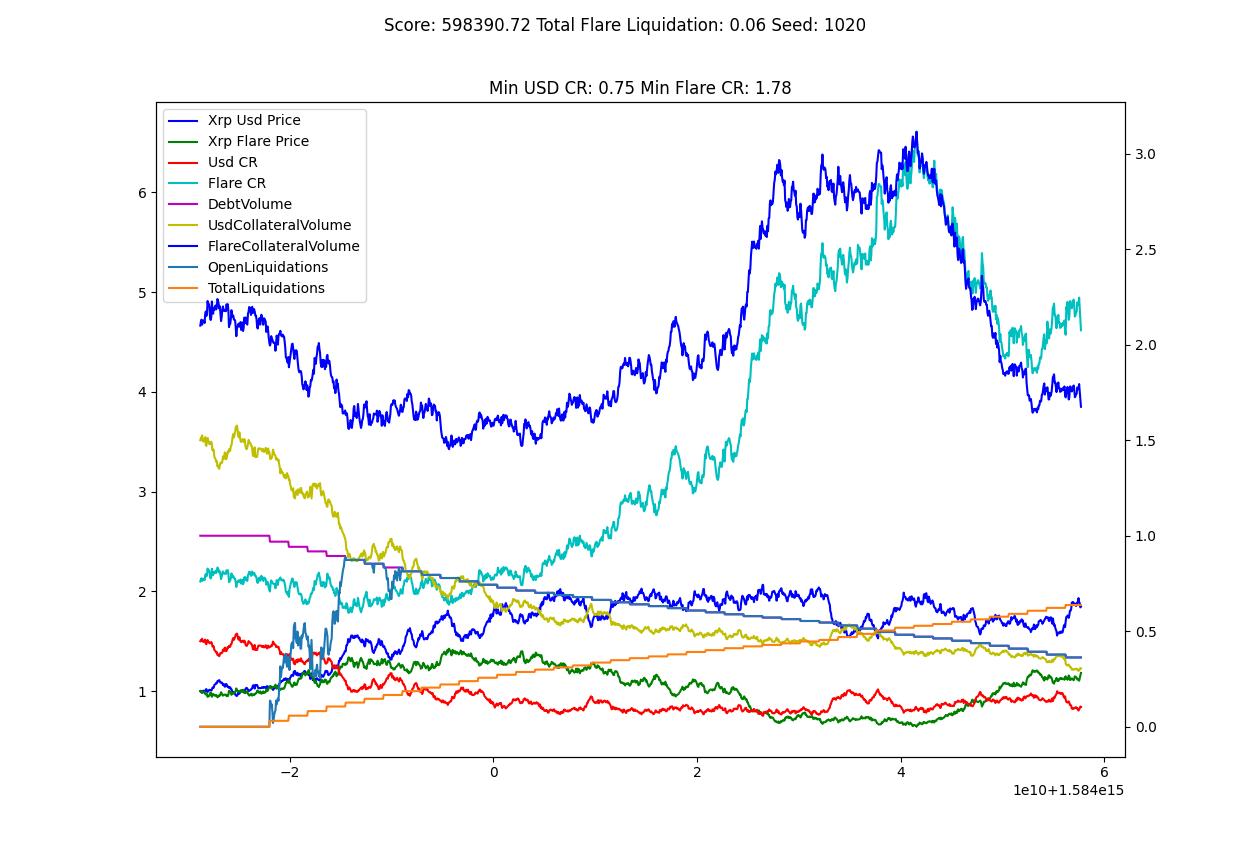 Score: 598390.72 Total Flare Liquidation: 0.06 Seed: 1020
Min USD CR: 0.75 Min Flare CR: 1.78
Xrp Usd Price
Xrp Flare Price
Usd CR
Flare CR
DebtVolume
UsdCollateralVolume
FlareCollateralVolume
OpenLiquidations
TotalLiquidations
6
5
4
3
2
1
3.0
2.5
2.0
1.5
1.0
0.5
0.0
−2 0 2 4 6
1e10+1.584e15